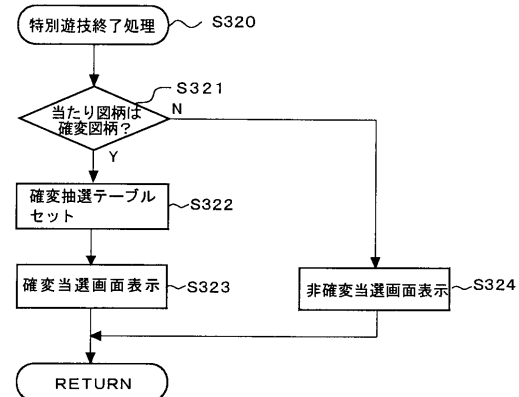 特別遊技終了処理
S320
S321
当たり図柄は
確変図柄？
N
Y
確変抽選テーブル
セット
S322
確変当選画面表示
S323
非確変当選画面表示
S324
RETURN